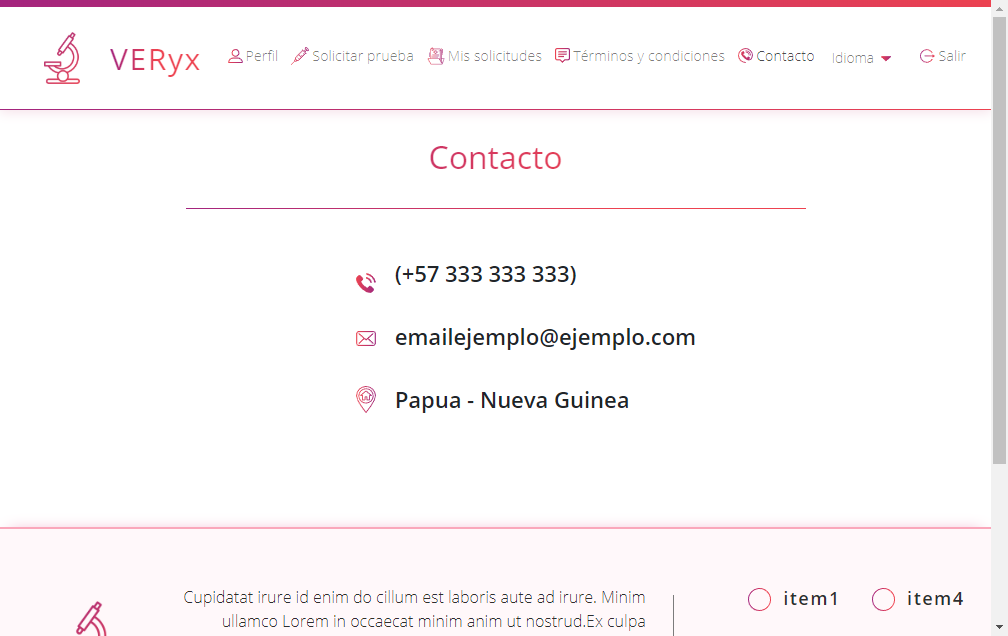 VERyx
Perfil
Solicitar prueba
Mis solicitudes
Términos y condiciones
Contacto
Idioma
Salir
Contacto
(+57 333 333 333)
emailejemplo@ejemplo.com
Papua - Nueva Guinea
Cupidatat irure id enim do cillum est laboris aute ad irure. Minim
ullamco Lorem in occaecat minim anim ut nostrud.Ex culpa
item1
item4